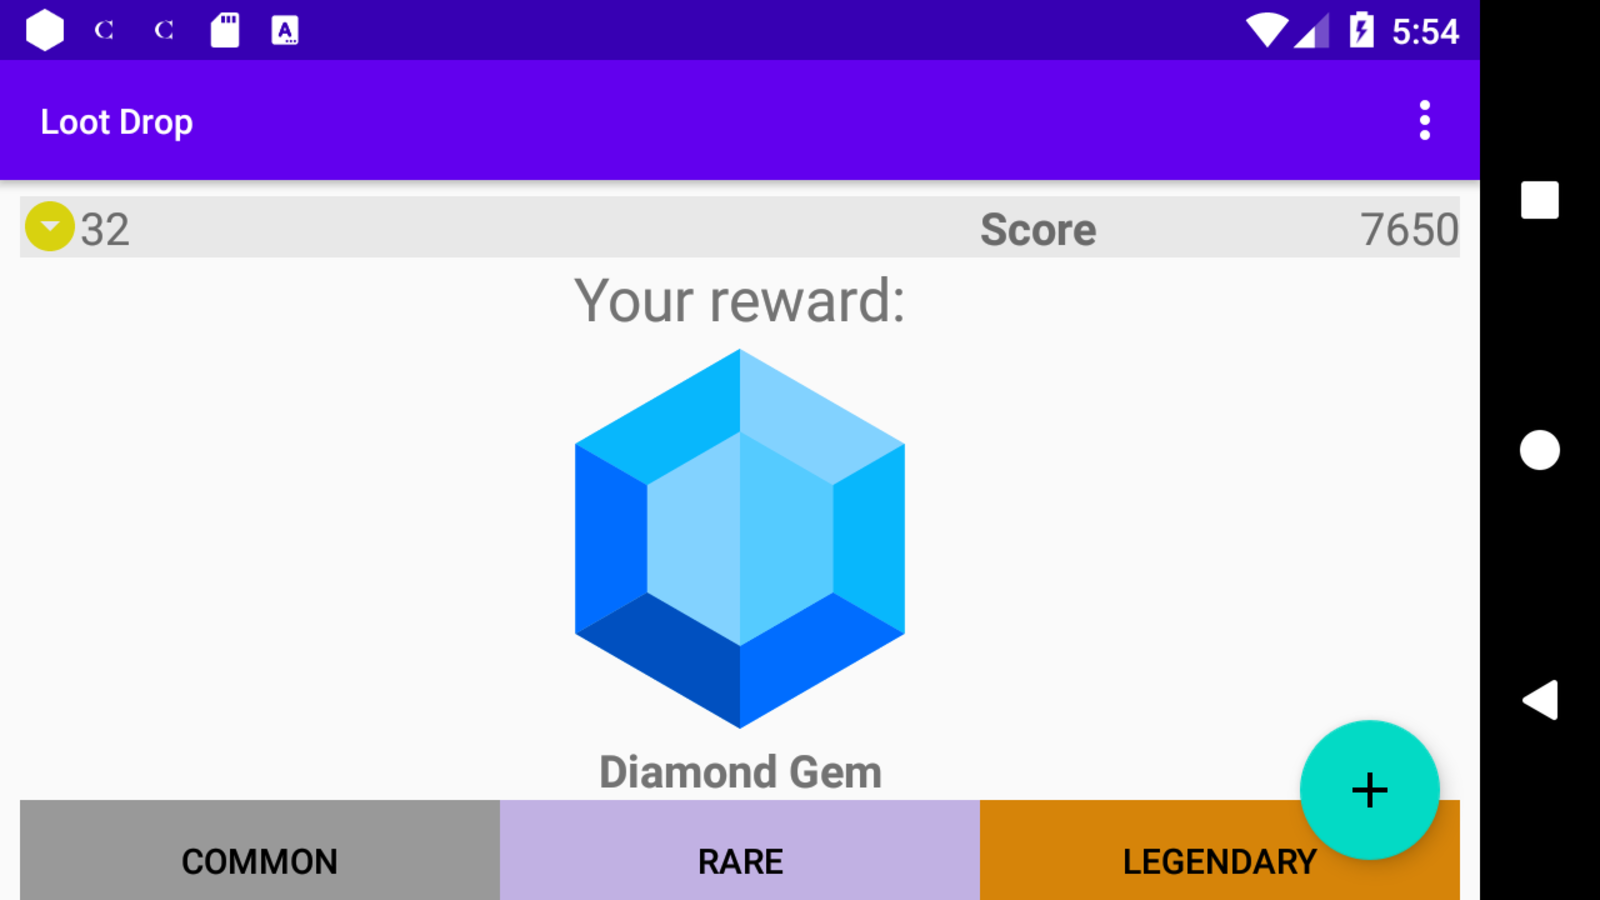 5:54
Loot Drop
32 Score 7650
Your reward:
Diamond Gem
COMMON RARE LEGENDARY